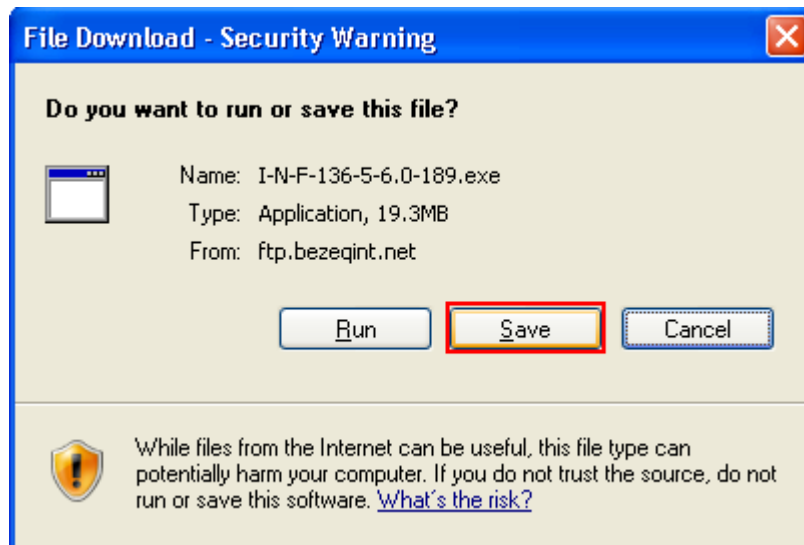 File Download - Security Warning
Do you want to run or save this file?
Name: I-N-F-136-5-6.0-189.exe
Type: Application, 19.3MB
From: ftp.bezeqint.net
Run Save Cancel
While files from the Internet can be useful, this file type can
potentially harm your computer. If you do not trust the source, do not
run or save this software. What's the risk?